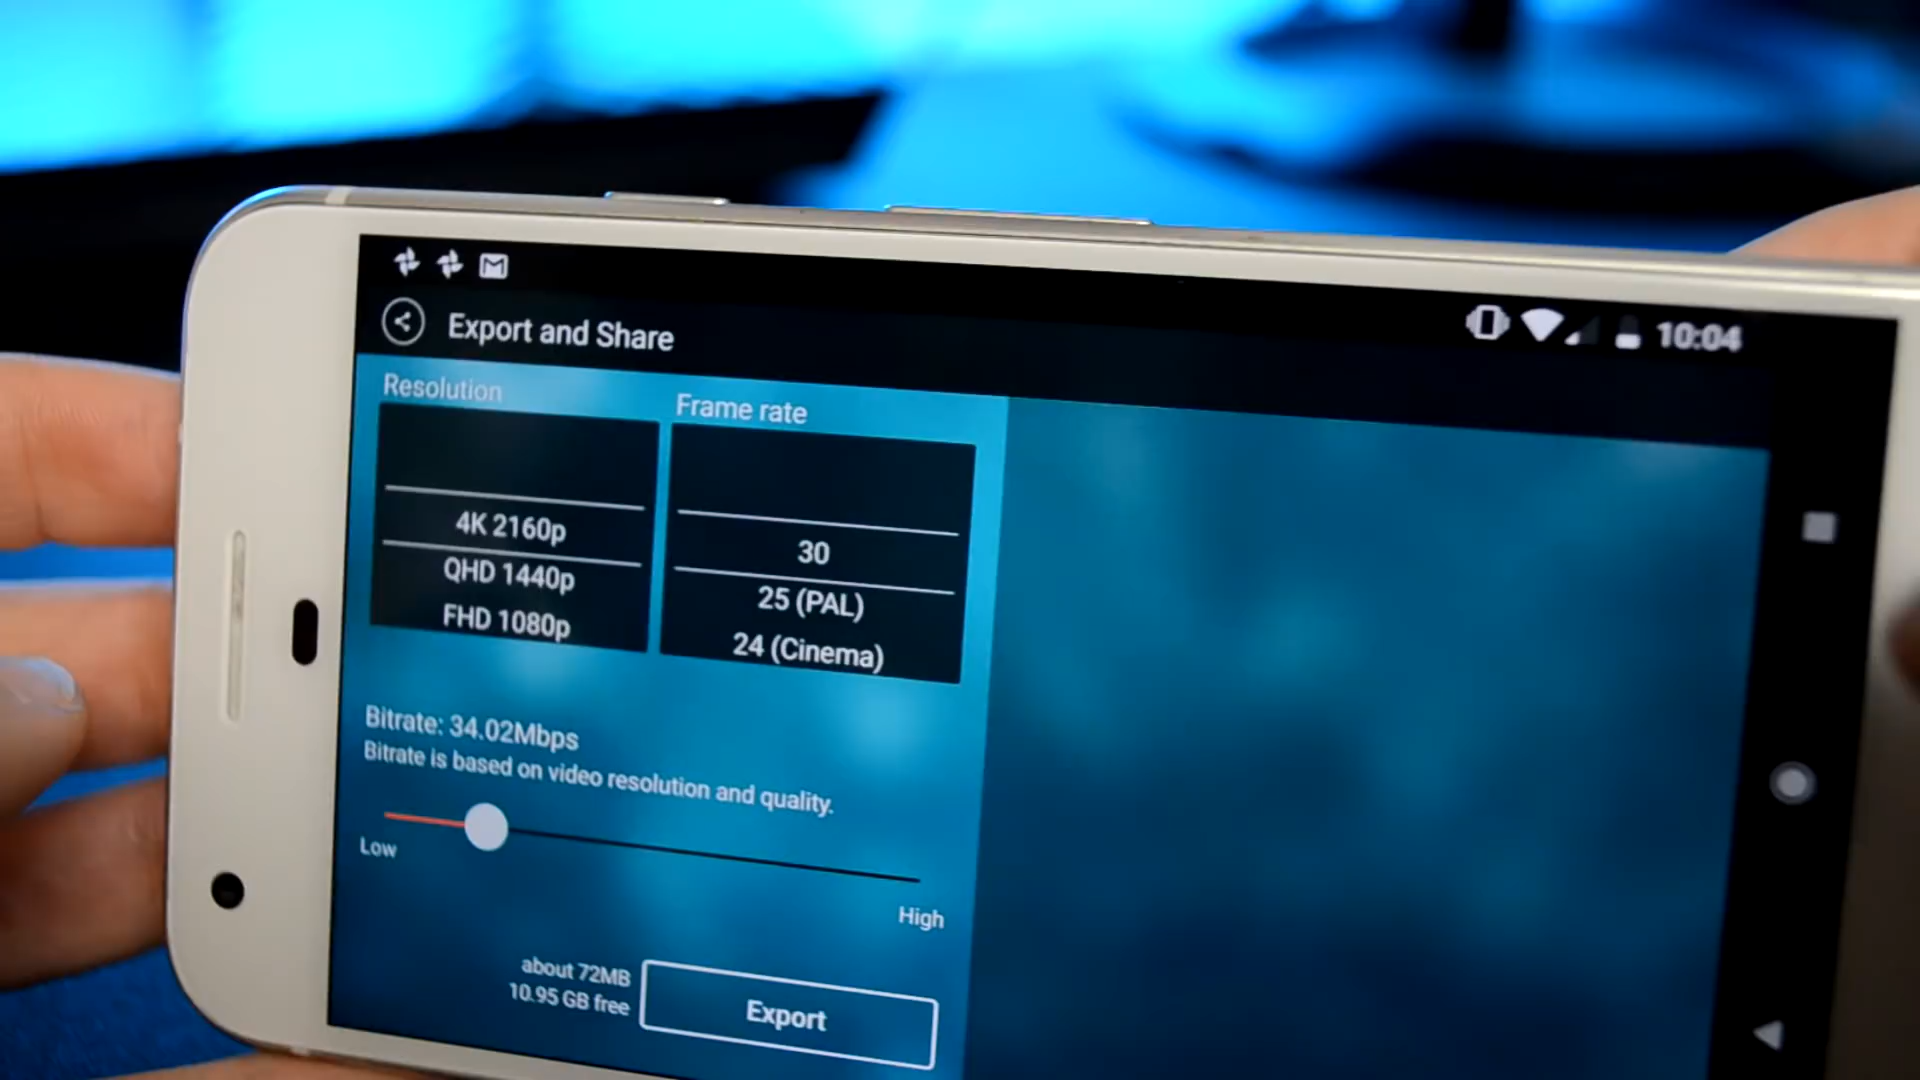 10:04
Export and Share
Resolution
Frame rate
4K 2160p
QHD 1440p
FHD 1080p
30
25 (PAL)
24 (Cinema)
Bitrate: 34.02Mbps
Bitrate is based on video resolution and quality.
Low
High
about 72MB
10.95 GB free
Export